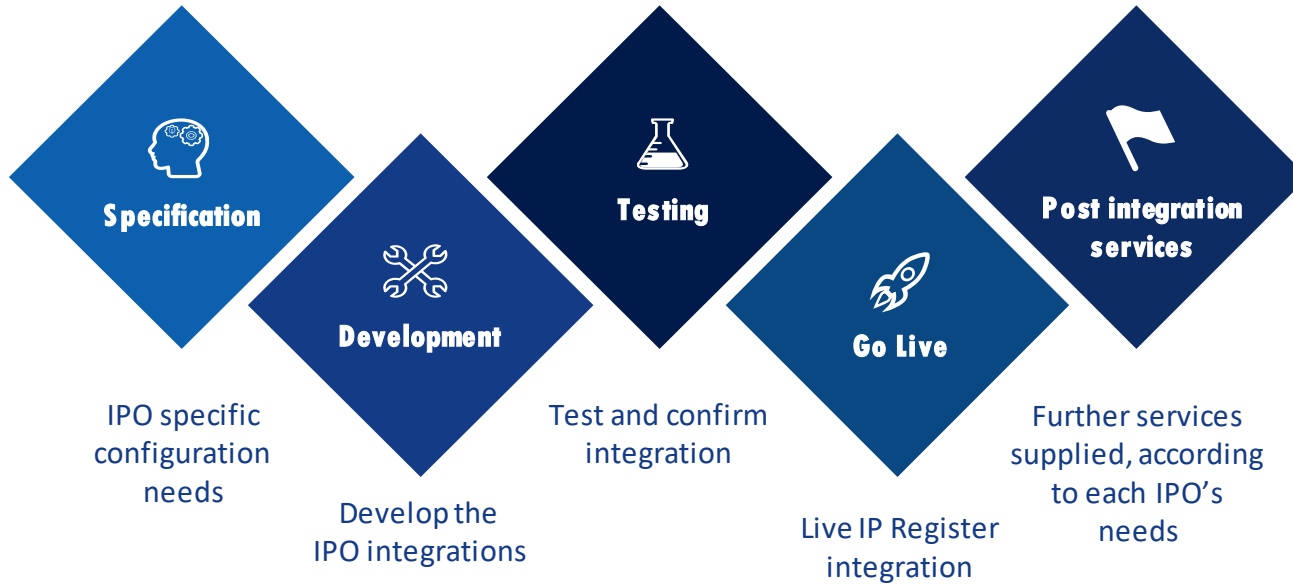 Specification
IPO specific
configuration
needs
Development
Develop the
IPO integrations
Testing
Test and confirm
integration
Go Live
Live IP Register
integration
Post integration
services
Further services
supplied, according
to each IPO’s
needs